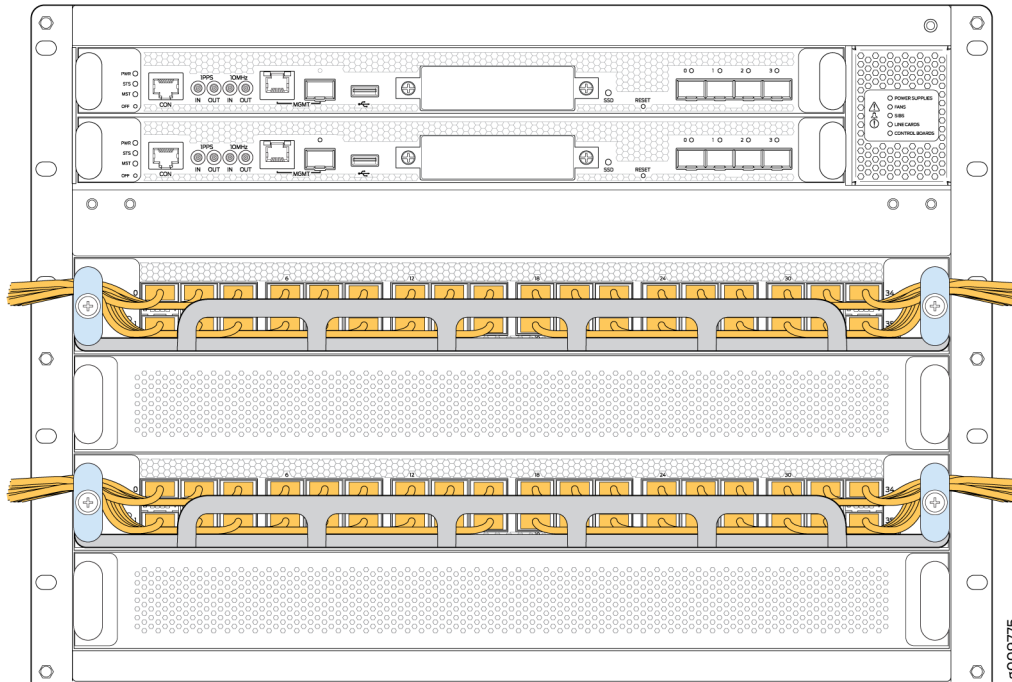 PWR
STS
MST
OFF
CON
1PPS 10MHz
IN OUT IN OUT
MGMT
SSD
RESET
0 1 2 3
POWER SUPPLIES
FANS
SIBS
LINE CARDS
CONTROL BOARDS
PWR
STS
MST
OFF
CON
1PPS 10MHz
IN OUT IN OUT
MGMT
SSD
RESET
0 1 2 3
0 6 12 18 24 30 34
0 6 12 18 24 30 34
g009775